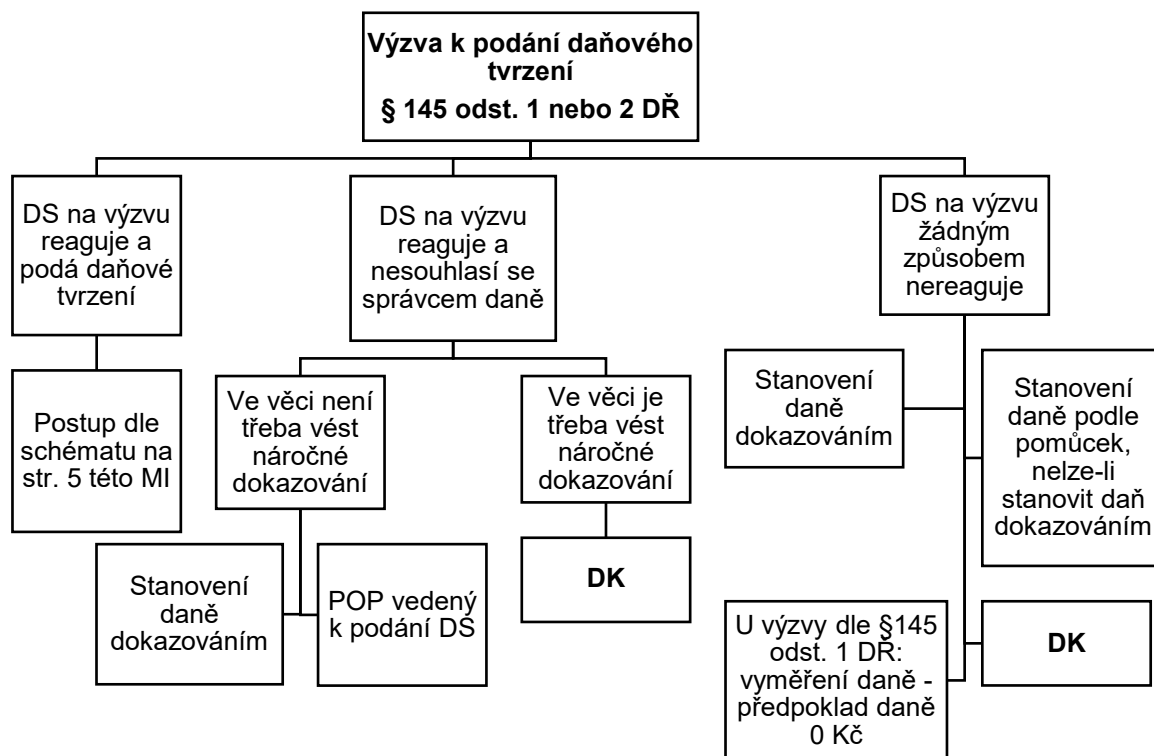 Výzva k podání daňového
tvrzení
§ 145 odst. 1 nebo 2 DŘ
DS na výzvu
reaguje a
podá daňové
tvrzení
DS na výzvu
reaguje a
nesouhlasí se
správcem daně
DS na výzvu
žádným
způsobem
nereaguje
Postup dle
schématu na
str. 5 této MI
Ve věci není
třeba vést
náročné
dokazování
Ve věci je
třeba vést
náročné
dokazování
Stanovení
daně
dokazováním
Stanovení
daně podle
pomůcek,
nelze-li
stanovit daň
dokazováním
Stanovení
daně
dokazováním
POP vedený
k podání DS
DK
U výzvy dle §145
odst. 1 DŘ:
vyměření daně -
předpoklad daně
0 Kč
DK